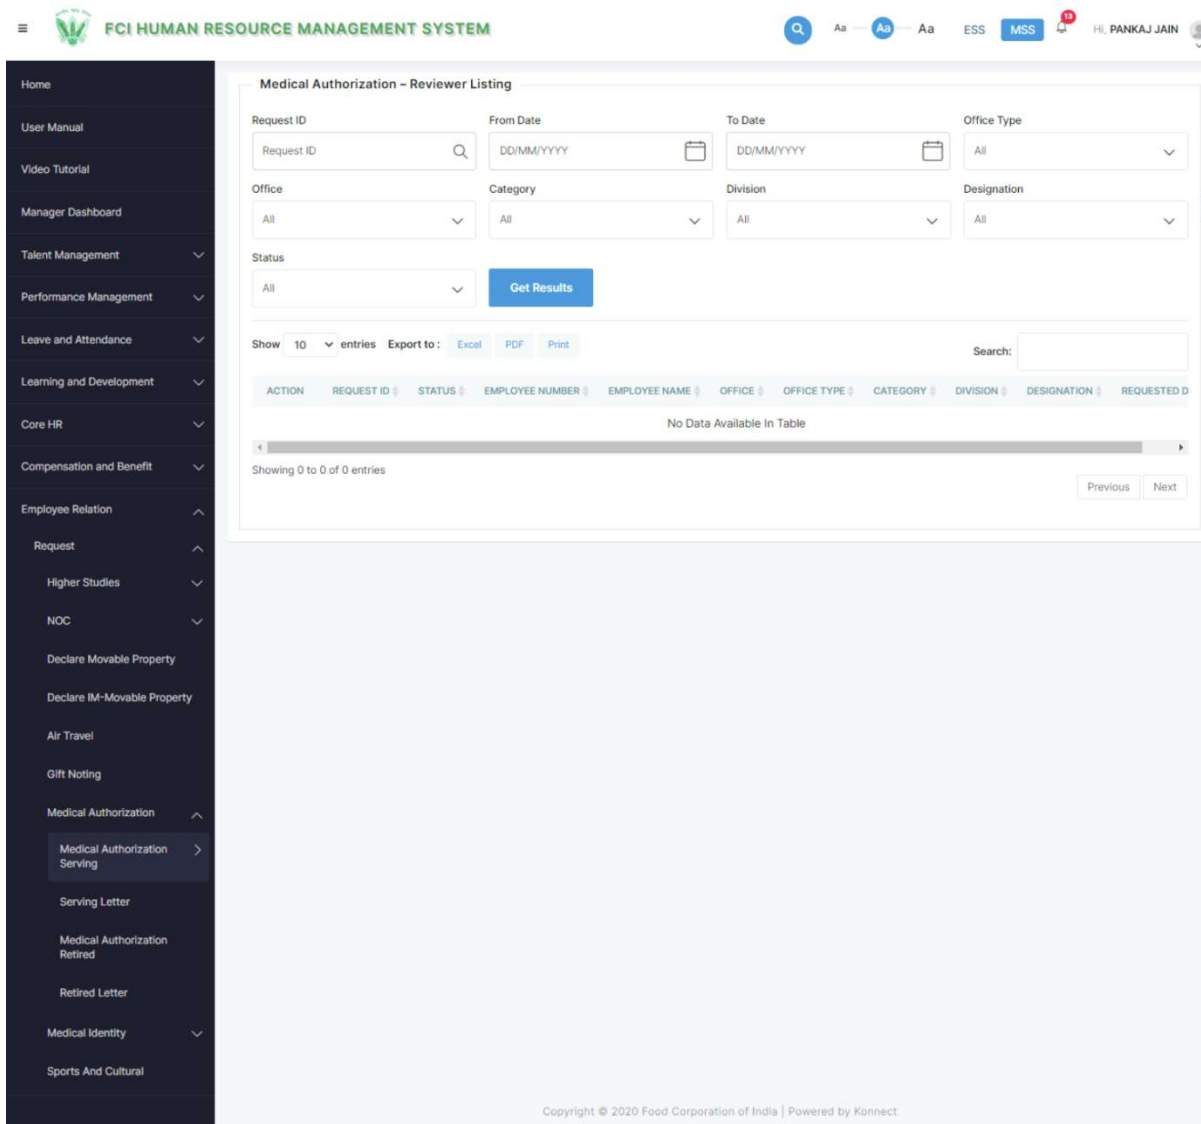 FCI HUMAN RESOURCE MANAGEMENT SYSTEM
Aa Aa Aa ESS MSS 13 Hi, PANKAJ JAIN
Home
User Manual
Video Tutorial
Manager Dashboard
Talent Management
Performance Management
Leave and Attendance
Learning and Development
Core HR
Compensation and Benefit
Employee Relation
Request
Higher Studies
NOC
Declare Movable Property
Declare IM-Movable Property
Air Travel
Gift Noting
Medical Authorization
Medical Authorization
Serving
Serving Letter
Medical Authorization
Retired
Retired Letter
Medical Identity
Sports And Cultural
Medical Authorization – Reviewer Listing
Request ID From Date To Date Office Type
Request ID DD/MM/YYYY DD/MM/YYYY All
Office Category Division Designation
All All All All
Status
All Get Results
Show 10 entries Export to : Excel PDF Print Search:
ACTION REQUEST ID STATUS EMPLOYEE NUMBER EMPLOYEE NAME OFFICE OFFICE TYPE CATEGORY DIVISION DESIGNATION REQUESTED D
No Data Available In Table
Showing 0 to 0 of 0 entries
Previous Next
Copyright © 2020 Food Corporation of India | Powered by Konnect